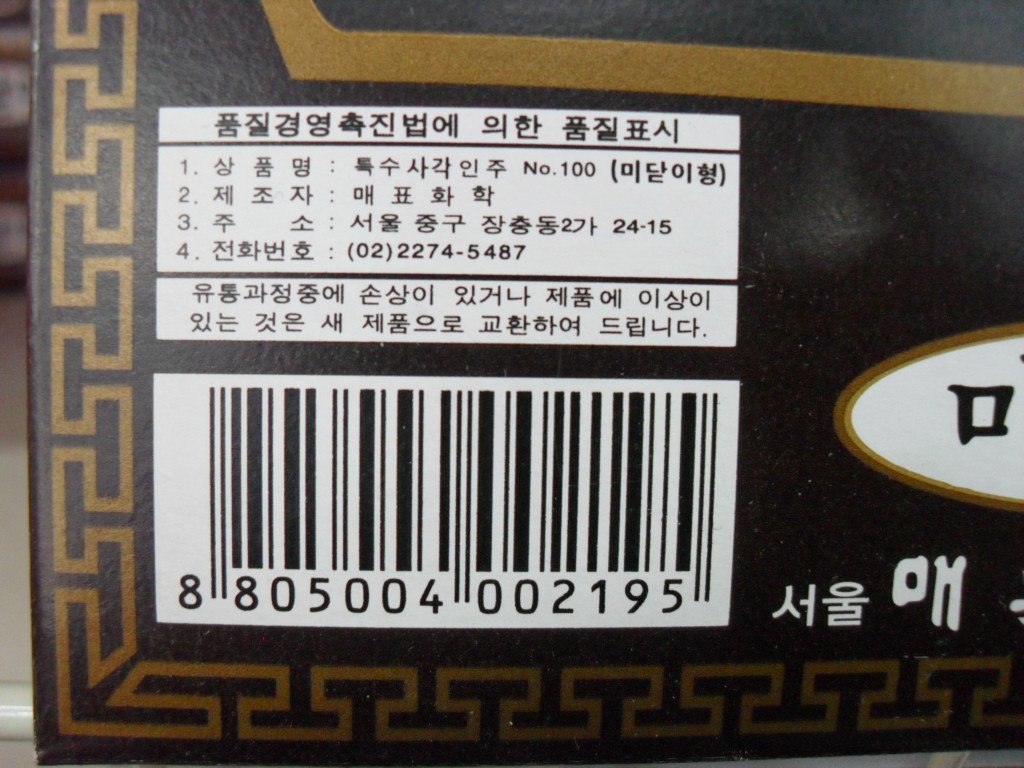 품질경영촉진법에 의한 품질표시
1. 상 품 명 : 특수사각인주 No.100 (미닫이형)
2. 제 조 자 : 매 표 화 학
3. 주 소 : 서울 중구 장충동2가 24-15
4. 전화번호 : (02)2274-5487
유통과정중에 손상이 있거나 제품에 이상이
있는 것은 새 제품으로 교환하여 드립니다.
8 805004 002195
서울 매